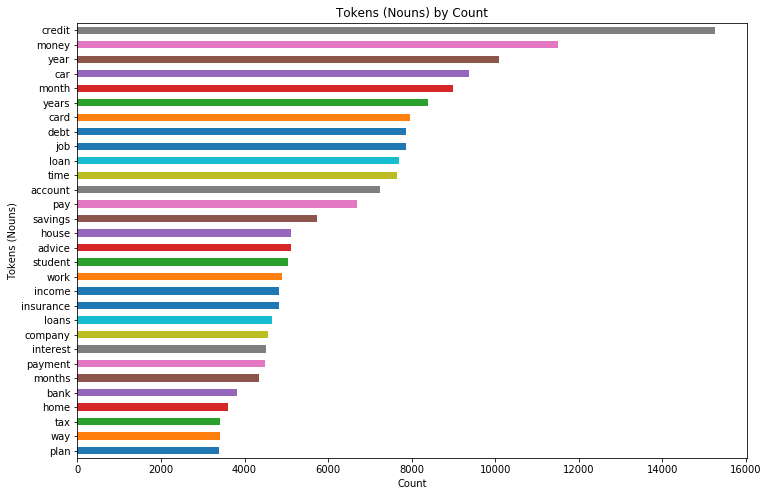 Tokens (Nouns) by Count
Tokens (Nouns)
credit
money
year
car
month
years
card
debt
job
loan
time
account
pay
savings
house
advice
student
work
income
insurance
loans
company
interest
payment
months
bank
home
tax
way
plan
0 2000 4000 6000 8000 10000 12000 14000 16000
Count